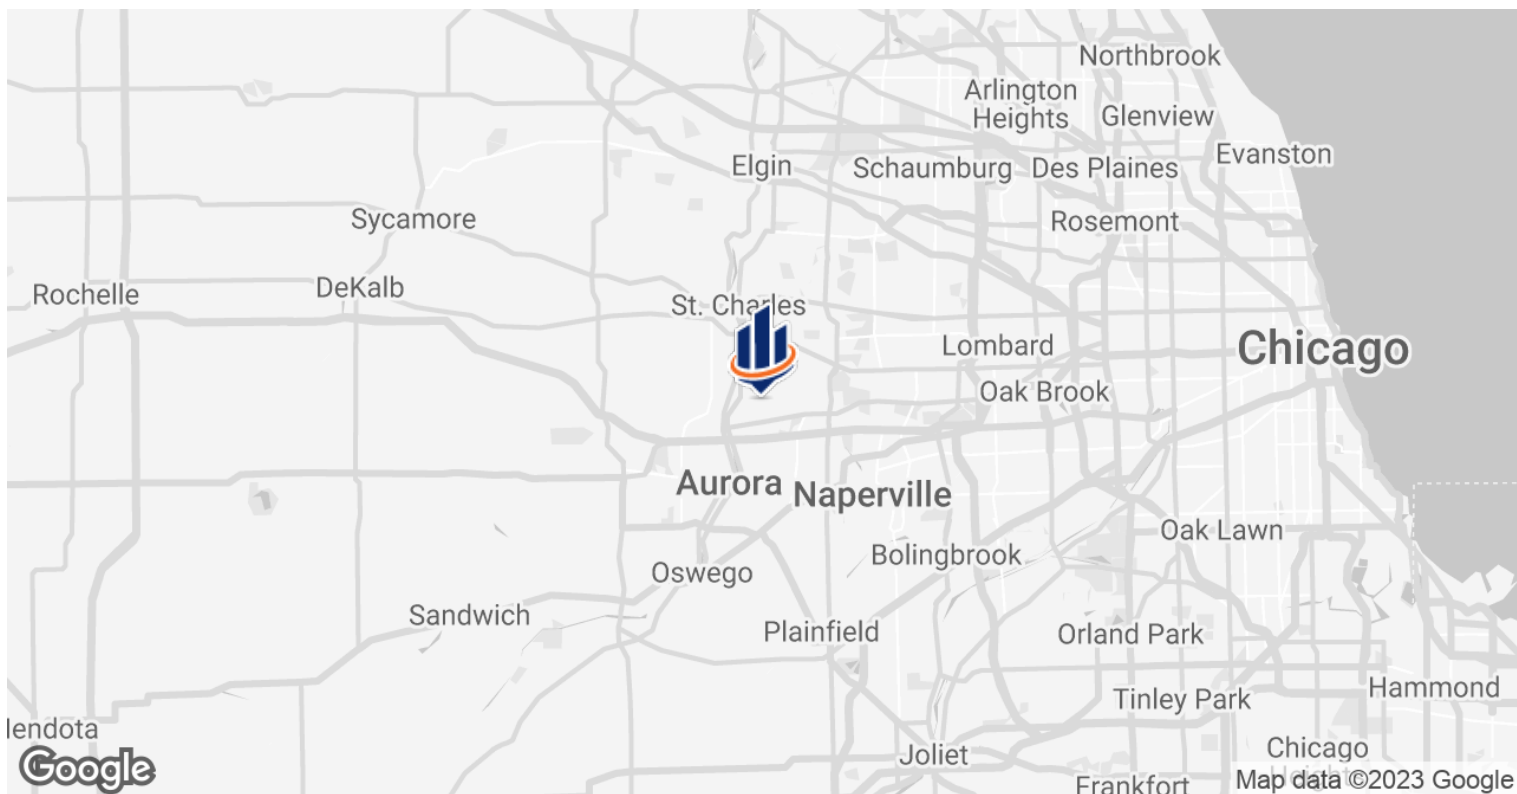 Northbrook
Arlington
Heights
Glenview
Elgin
Schaumburg
Des Plaines
Evanston
Sycamore
Rosemont
Rochelle
DeKalb
St. Charles
Lombard
Chicago
Oak Brook
Aurora
Naperville
Oak Lawn
Bolingbrook
Oswego
Sandwich
Plainfield
Orland Park
Hammond
Tinley Park
lendota
Joliet
Chicago
Google
Frankfort
Map data ©2023 Google